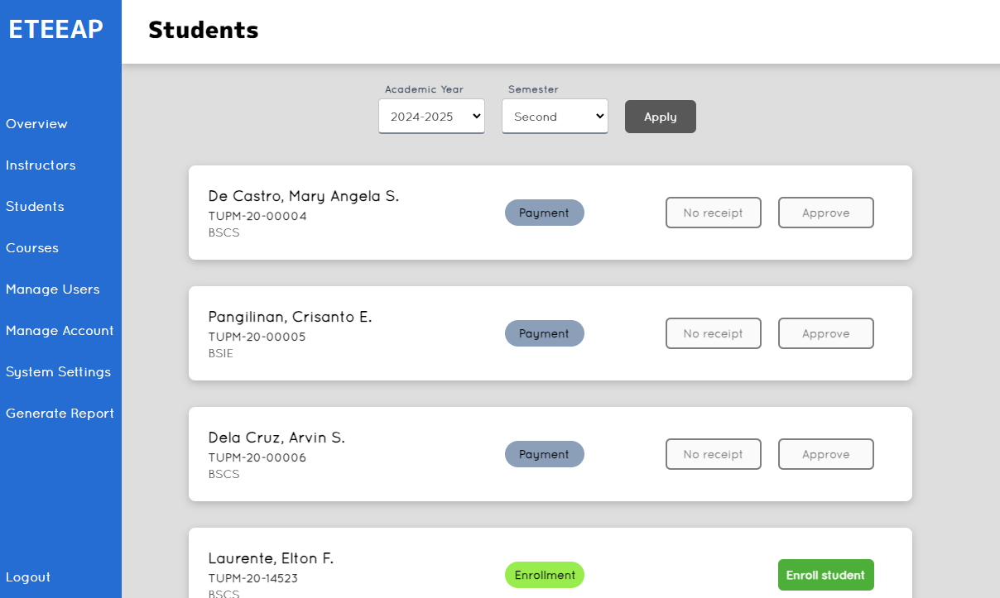 ETEEAP
Students
Overview
Instructors
Students
Courses
Manage Users
Manage Account
System Settings
Generate Report
Logout
Academic Year
Semester
2024-2025
Second
Apply
De Castro, Mary Angela S.
TUPM-20-00004
BSCS
Payment
No receipt
Approve
Pangilinan, Crisanto E.
TUPM-20-00005
BSIE
Payment
No receipt
Approve
Dela Cruz, Arvin S.
TUPM-20-00006
BSCS
Payment
No receipt
Approve
Laurente, Elton F.
TUPM-20-14523
BSCS
Enrollment
Enroll student